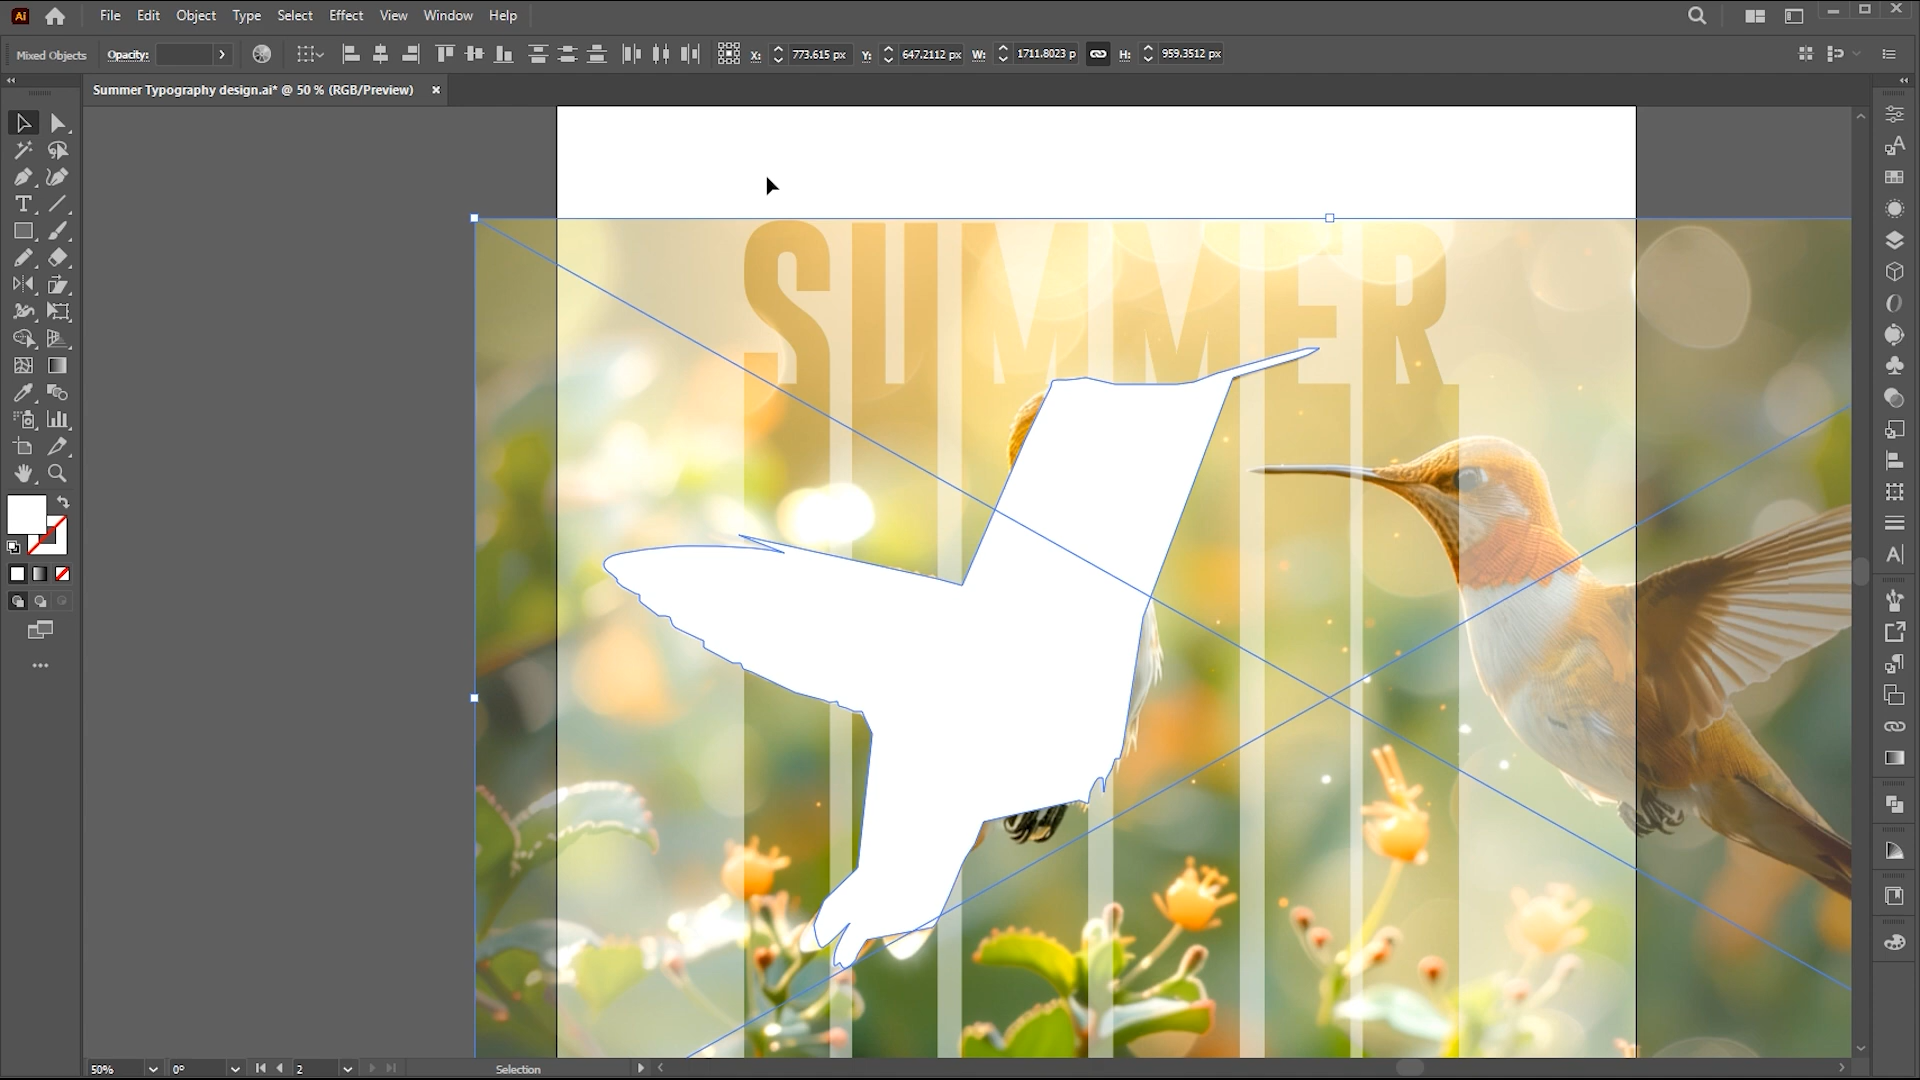 Ai File Edit Object Type Select Effect View Window Help
Mixed Objects Opacity: X: 773.615 px Y: 647.2112 px W: 1711.8023 p H: 959.3512 px
Summer Typography design.ai* @ 50 % (RGB/Preview)
SUMMER
50% 0° 2 Selection